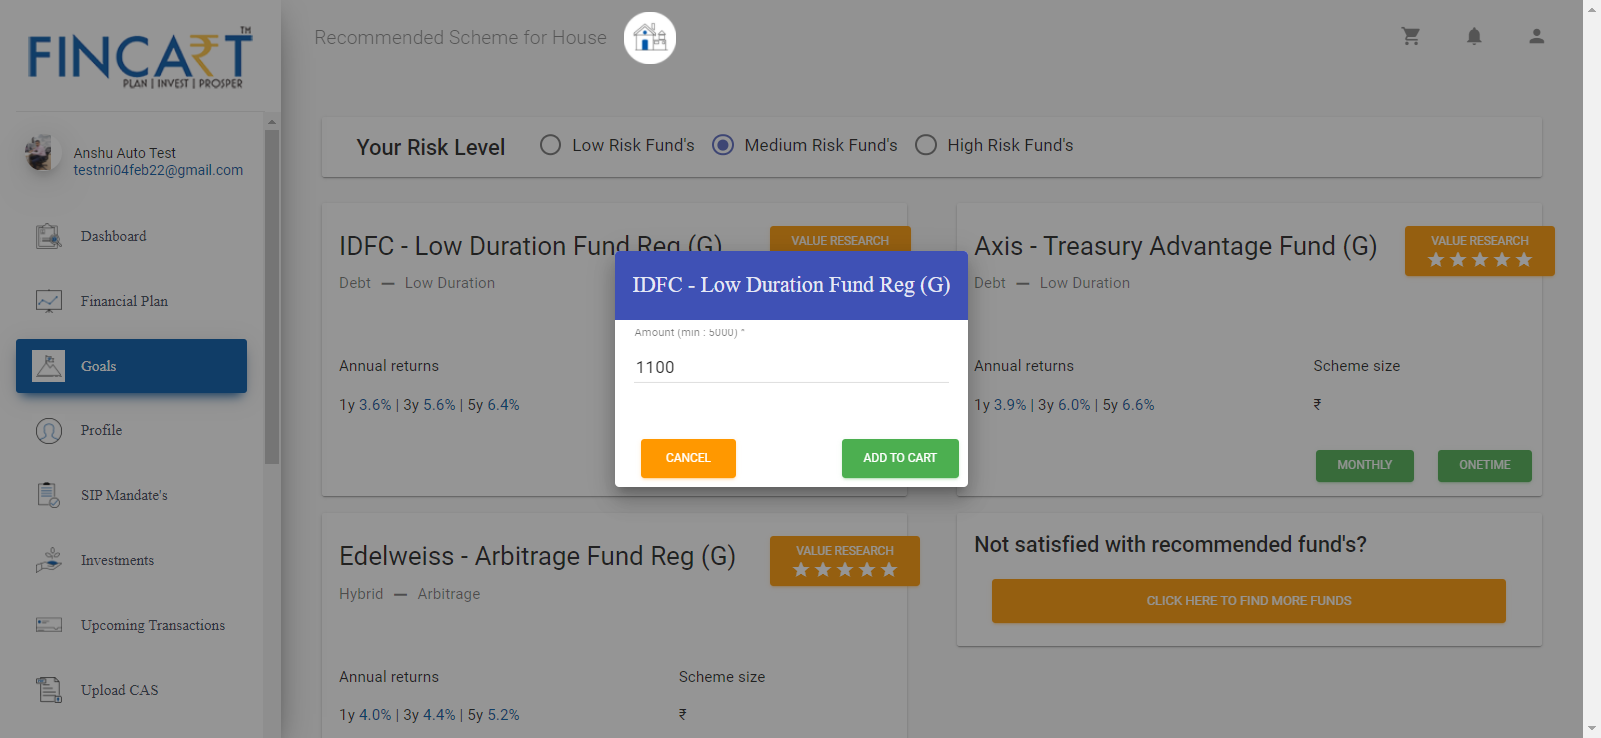 FINCART TM
PLAN | INVEST | PROSPER
Recommended Scheme for House
Anshu Auto Test
testnri04feb22@gmail.com
Dashboard
Financial Plan
Goals
Profile
SIP Mandate's
Investments
Upcoming Transactions
Upload CAS
Your Risk Level
Low Risk Fund's
Medium Risk Fund's
High Risk Fund's
IDFC - Low Duration Fund Reg (G)
VALUE RESEARCH
Debt — Low Duration
Annual returns
1y 3.6% | 3y 5.6% | 5y 6.4%
Axis - Treasury Advantage Fund (G)
VALUE RESEARCH
Debt — Low Duration
Annual returns
Scheme size
1y 3.9% | 3y 6.0% | 5y 6.6%
₹
MONTHLY
ONETIME
IDFC - Low Duration Fund Reg (G)
Amount (min : 5000) *
1100
CANCEL
ADD TO CART
Edelweiss - Arbitrage Fund Reg (G)
VALUE RESEARCH
Hybrid — Arbitrage
Annual returns
Scheme size
1y 4.0% | 3y 4.4% | 5y 5.2%
₹
Not satisfied with recommended fund's?
CLICK HERE TO FIND MORE FUNDS